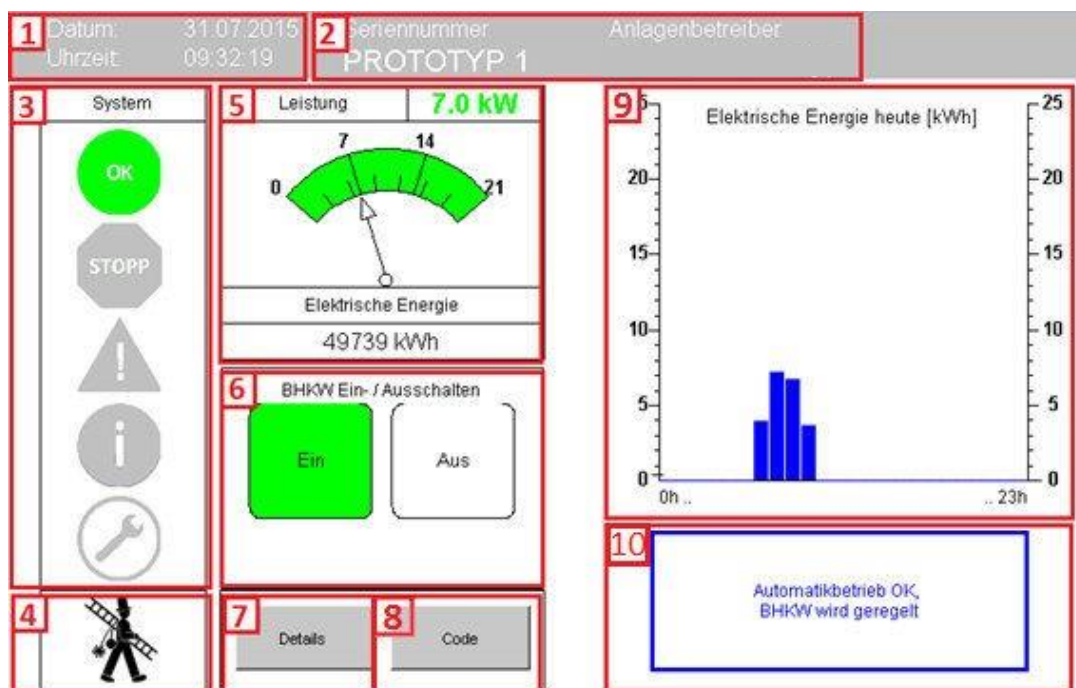 1
Datum: 31.07.2015
Uhrzeit: 09:32:19
2
Seriennummer Anlagenbetreiber
PROTOTYP 1
3
System
OK
STOPP
!
i
4
5
Leistung 7.0 kW
0 7 14 21
Elektrische Energie
49739 kWh
6
BHKW Ein- / Ausschalten
Ein Aus
7
Details
8
Code
9
Elektrische Energie heute [kWh]
25
20 20
15 15
10 10
5 5
0 0
0h .. .. 23h
10
Automatikbetrieb OK,
BHKW wird geregelt